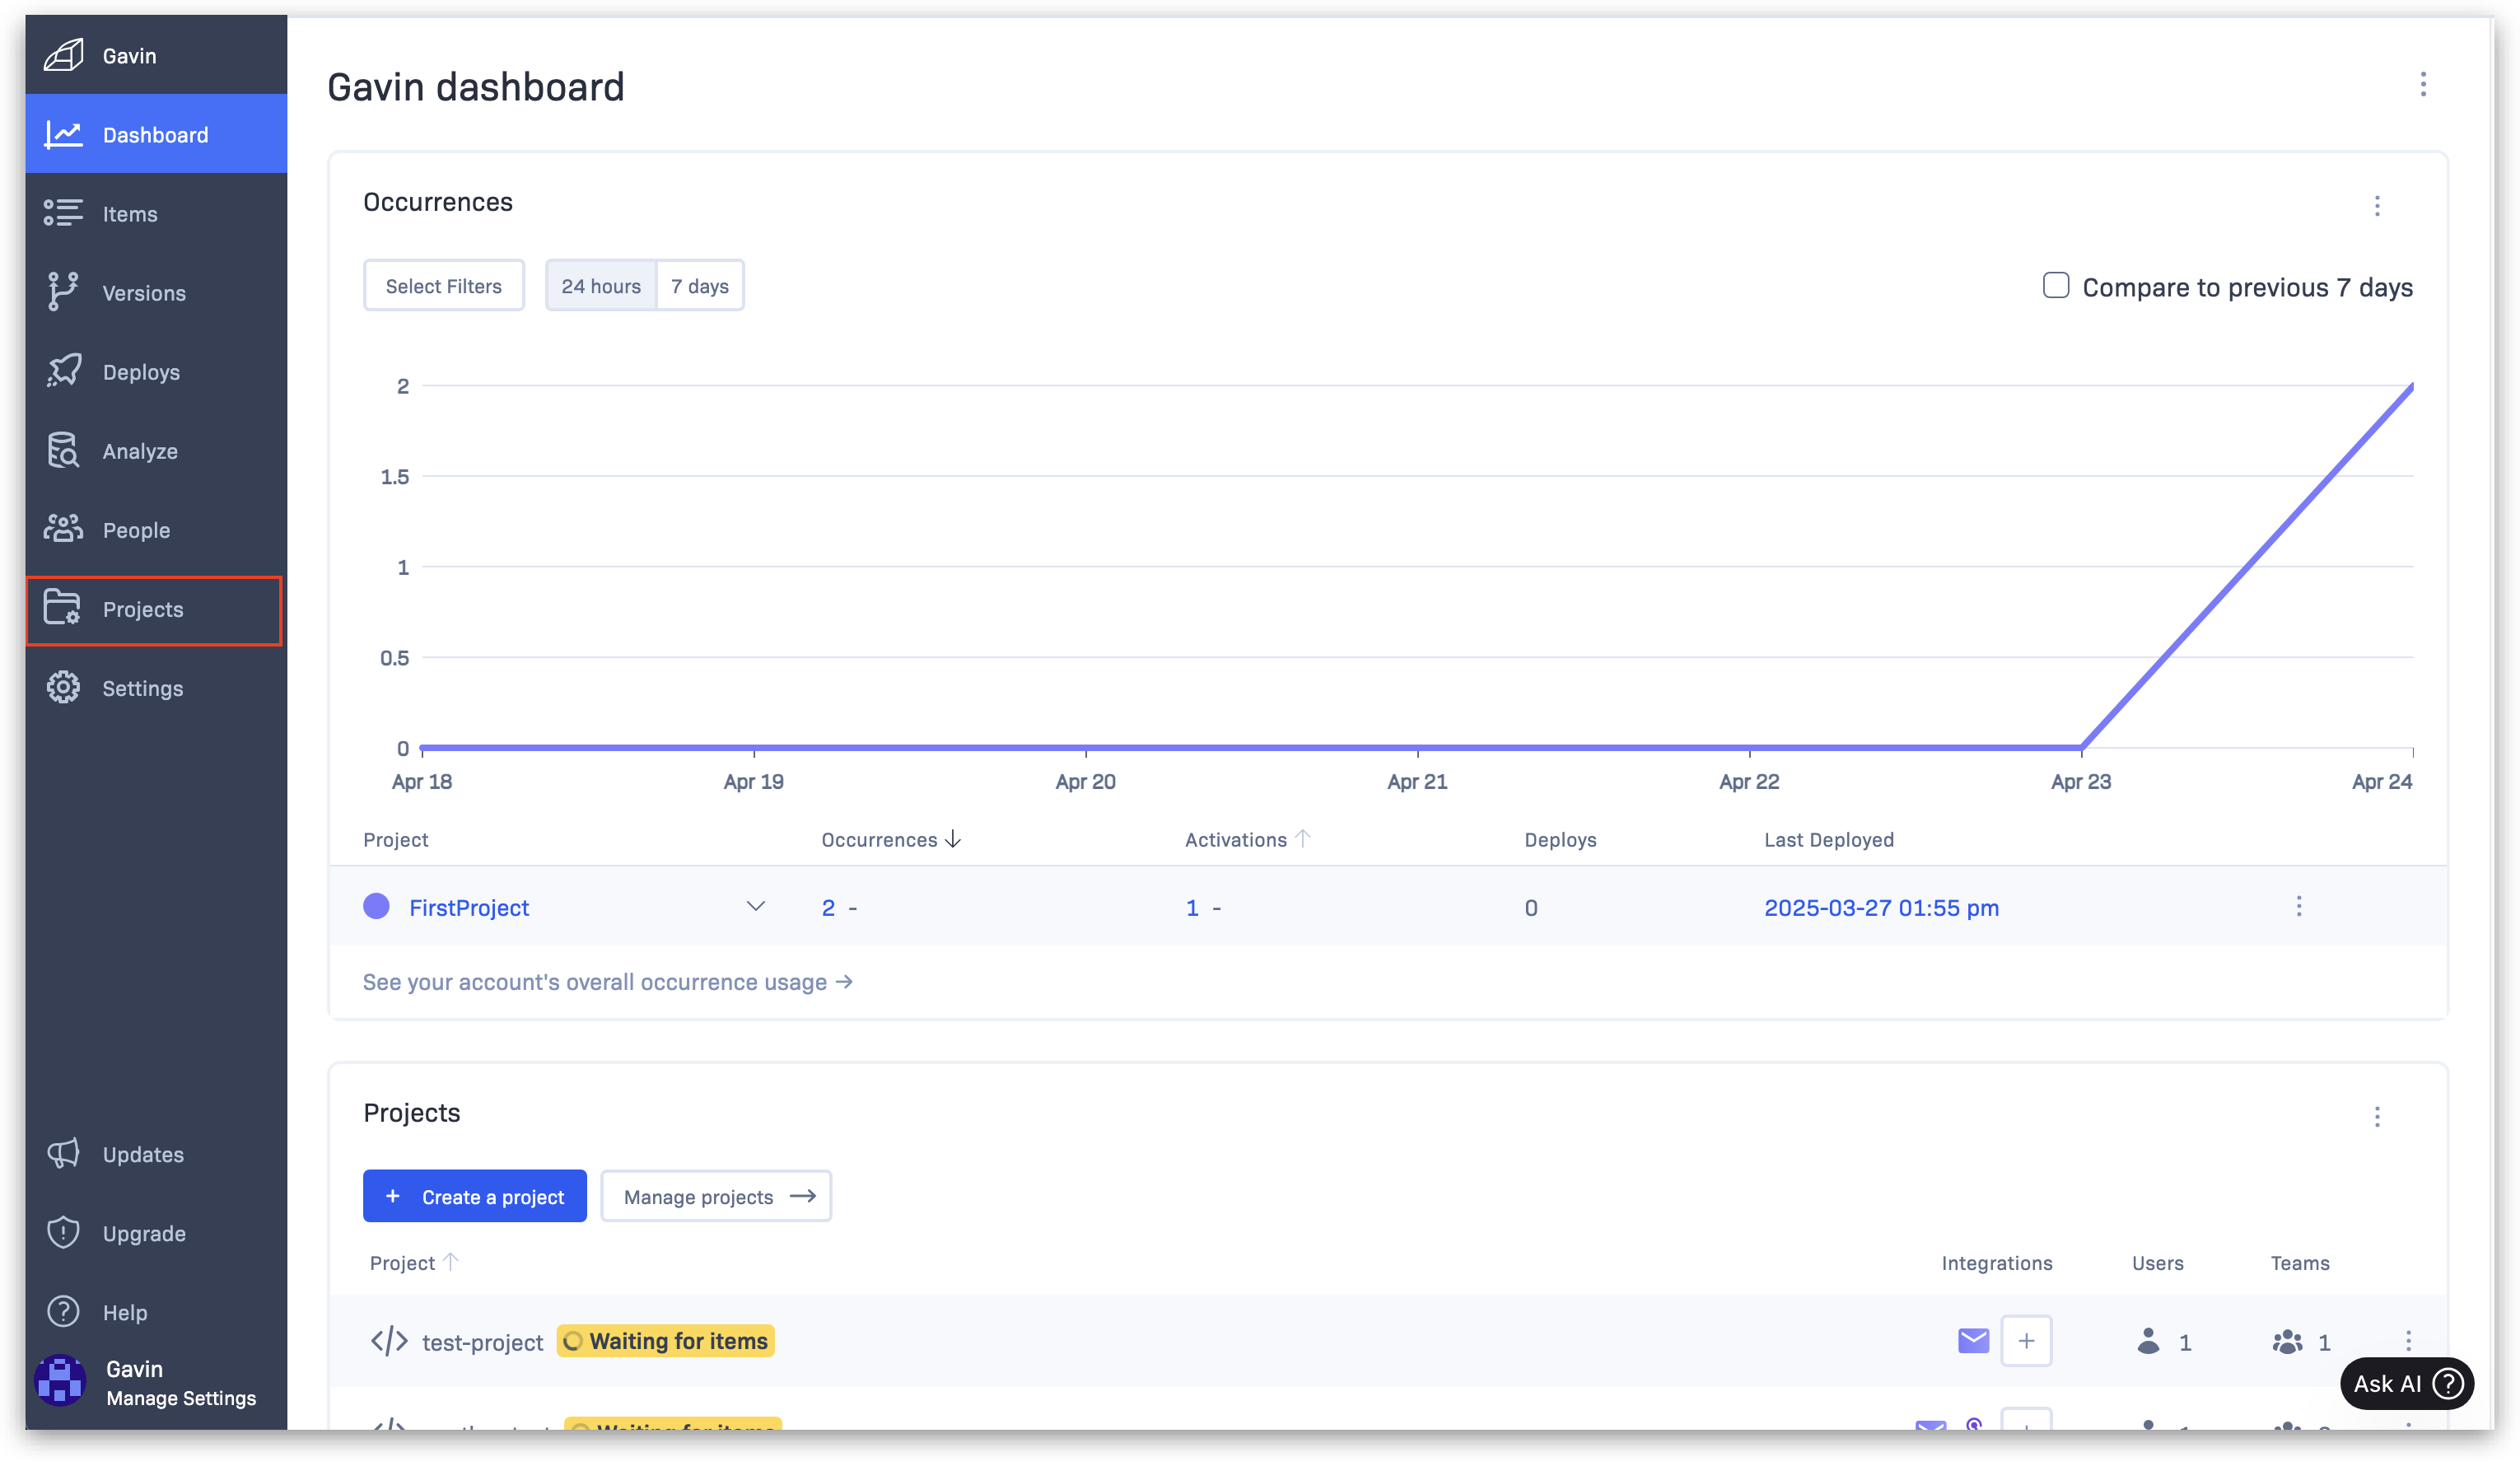 Gavin
Dashboard
Items
Versions
Deploys
Analyze
People
Projects
Settings
Updates
Upgrade
Help
Gavin
Manage Settings
Gavin dashboard
Occurrences
Select Filters
24 hours
7 days
Compare to previous 7 days
2
1.5
1
0.5
0
Apr 18
Apr 19
Apr 20
Apr 21
Apr 22
Apr 23
Apr 24
Project
Occurrences ↓
Activations ↑
Deploys
Last Deployed
FirstProject
2 -
1 -
0
2025-03-27 01:55 pm
See your account's overall occurrence usage →
Projects
+ Create a project
Manage projects →
Project ↑
Integrations
Users
Teams
</> test-project
Waiting for items
+
1
1
Waiting for items
Ask AI ?